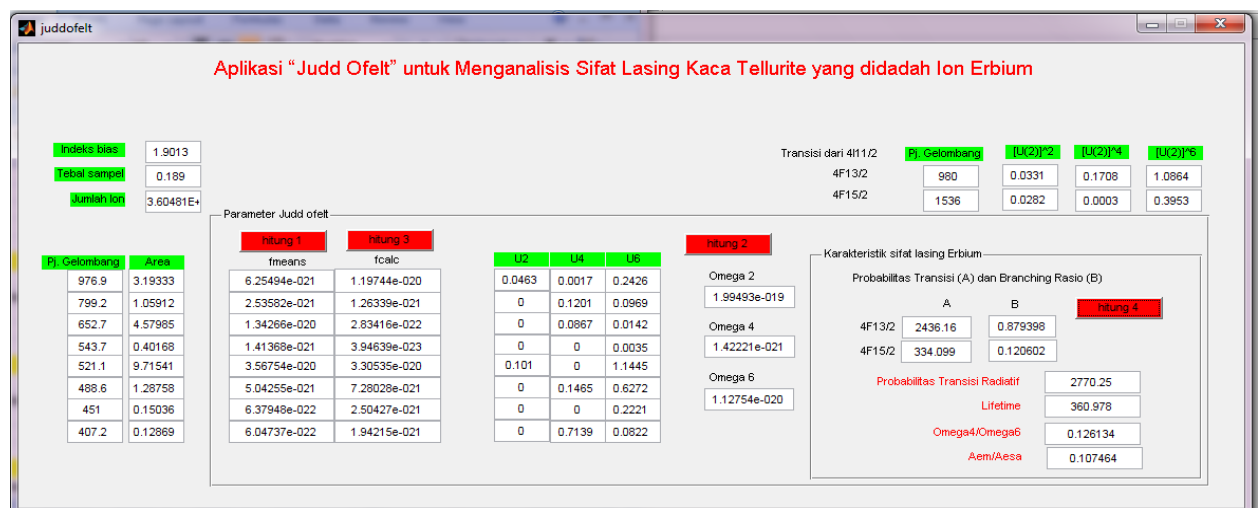 juddofelt
Aplikasi “Judd Ofelt” untuk Menganalisis Sifat Lasing Kaca Tellurite yang didadah Ion Erbium
Indeks bias 1.9013
Tebal sampel 0.189
Jumlah Ion 3.60481E+
Transisi dari 4I11/2 Pj. Gelombang [U(2)]^2 [U(2)]^4 [U(2)]^6
4F13/2 980 0.0331 0.1708 1.0864
4F15/2 1536 0.0282 0.0003 0.3953
Parameter Judd ofelt
hitung 1 hitung 3 hitung 2
Pj. Gelombang Area fmeans fcalc U2 U4 U6
976.9 3.19333 6.25494e-021 1.19744e-020 0.0463 0.0017 0.2426
799.2 1.05912 2.53582e-021 1.26339e-021 0 0.1201 0.0969
652.7 4.57985 1.34266e-020 2.83416e-022 0 0.0867 0.0142
543.7 0.40168 1.41368e-021 3.94639e-023 0 0 0.0035
521.1 9.71541 3.56754e-020 3.30535e-020 0.101 0 1.1445
488.6 1.28758 5.04255e-021 7.28028e-021 0 0.1465 0.6272
451 0.15036 6.37948e-022 2.50427e-021 0 0 0.2221
407.2 0.12869 6.04737e-022 1.94215e-021 0 0.7139 0.0822
Omega 2
1.99493e-019
Omega 4
1.42221e-021
Omega 6
1.12754e-020
Karakteristik sifat lasing Erbium
Probabilitas Transisi (A) dan Branching Rasio (B)
A B hitung 4
4F13/2 2436.16 0.879398
4F15/2 334.099 0.120602
Probabilitas Transisi Radiatif 2770.25
Lifetime 360.978
Omega4/Omega6 0.126134
Aem/Aesa 0.107464